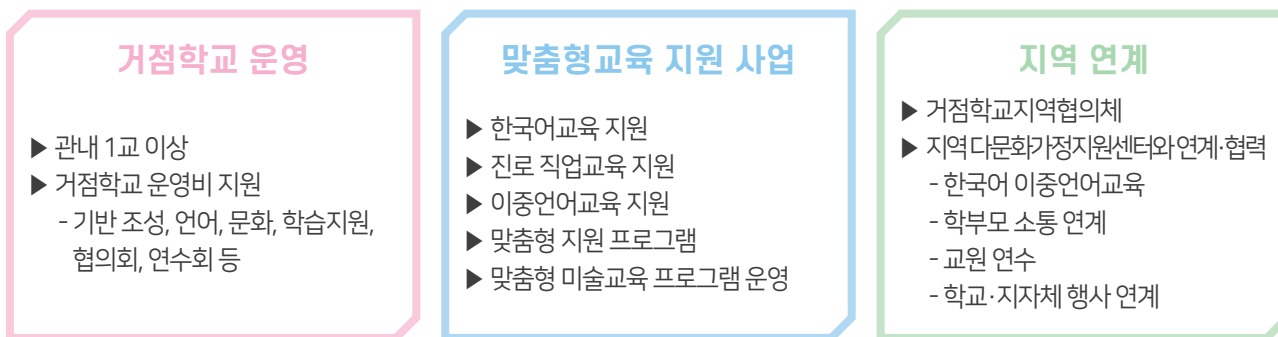 거점학교 운영
▶ 관내 1교 이상
▶ 거점학교 운영비 지원
- 기반 조성, 언어, 문화, 학습지원,
협의회, 연수회 등
맞춤형교육 지원 사업
▶ 한국어교육 지원
▶ 진로 직업교육 지원
▶ 이중언어교육 지원
▶ 맞춤형 지원 프로그램
▶ 맞춤형 미술교육 프로그램 운영
지역 연계
▶ 거점학교지역협의체
▶ 지역 다문화가정지원센터와 연계·협력
- 한국어 이중언어교육
- 학부모 소통 연계
- 교원 연수
- 학교·지자체 행사 연계